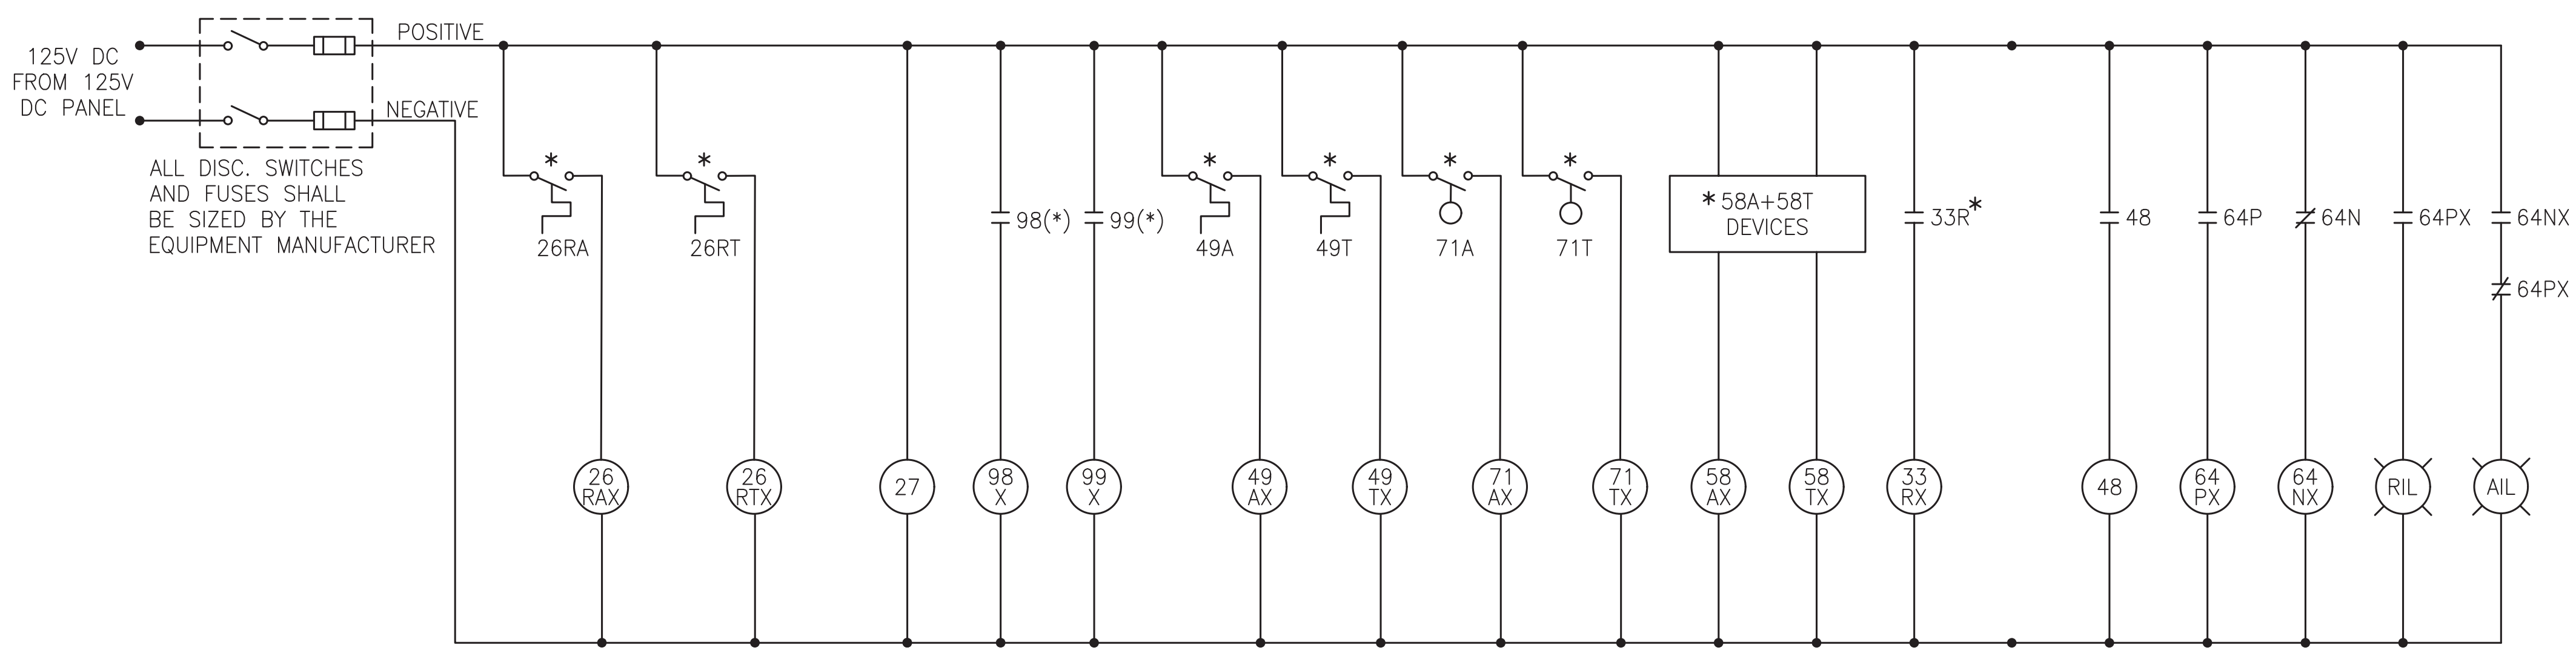 125V DC
FROM 125V
DC PANEL
POSITIVE
NEGATIVE
ALL DISC. SWITCHES
AND FUSES SHALL
BE SIZED BY THE
EQUIPMENT MANUFACTURER
*
26RA
*
26RT
98(*)
99(*)
*
49A
*
49T
*
71A
*
71T
*58A+58T
DEVICES
33R*
48
64P
64N
64PX
64NX
64PX
26
RAX
26
RTX
27
98
X
99
X
49
AX
49
TX
71
AX
71
TX
58
AX
58
TX
33
RX
48
64
PX
64
NX
RIL
AIL